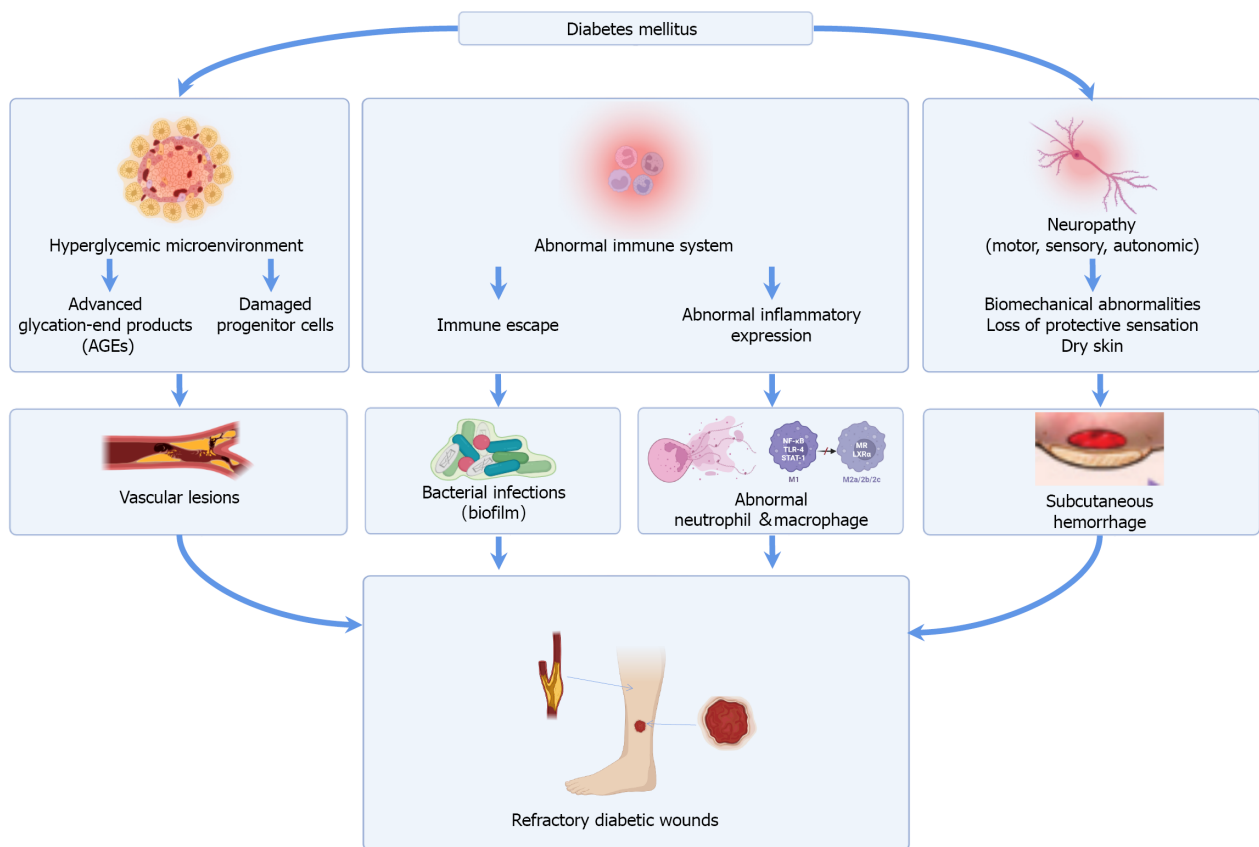 Diabetes mellitus
Hyperglycemic microenvironment
Advanced
glycation-end products
(AGEs)
Damaged
progenitor cells
Abnormal immune system
Immune escape
Abnormal inflammatory
expression
Neuropathy
(motor, sensory, autonomic)
Biomechanical abnormalities
Loss of protective sensation
Dry skin
Vascular lesions
Bacterial infections
(biofilm)
NF-κB
TLR-4
STAT-1
M1
MR
LXRα
M2a/2b/2c
Abnormal
neutrophil & macrophage
Subcutaneous
hemorrhage
Refractory diabetic wounds